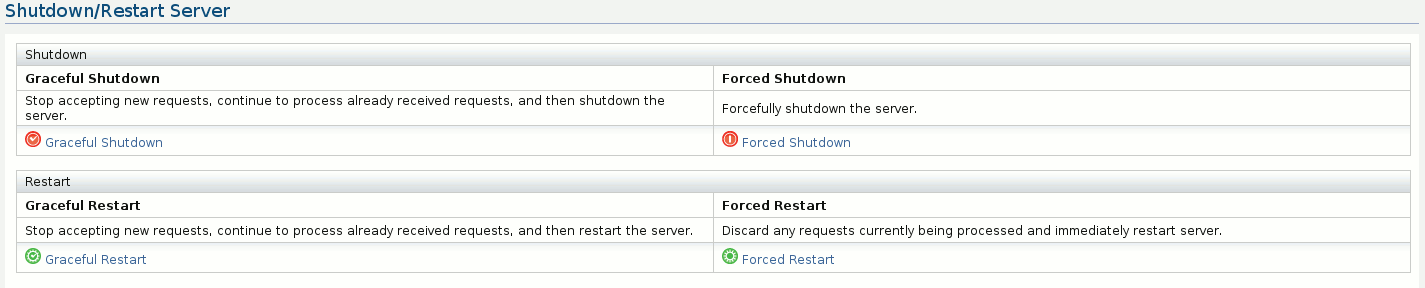 Shutdown/Restart Server
Shutdown
Graceful Shutdown
Forced Shutdown
Stop accepting new requests, continue to process already received requests, and then shutdown the
server.
Forcefully shutdown the server.
Graceful Shutdown
Forced Shutdown
Restart
Graceful Restart
Forced Restart
Stop accepting new requests, continue to process already received requests, and then restart the server.
Discard any requests currently being processed and immediately restart server.
Graceful Restart
Forced Restart